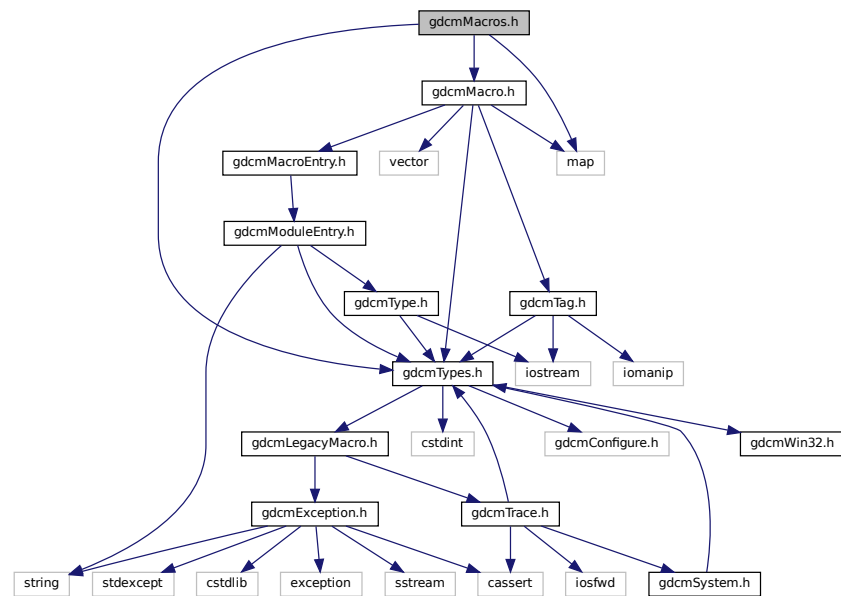 gdcmMacros.h
gdcmMacro.h
gdcmMacroEntry.h
vector
map
gdcmModuleEntry.h
gdcmType.h
gdcmTag.h
gdcmTypes.h
iostream
iomanip
gdcmLegacyMacro.h
cstdint
gdcmConfigure.h
gdcmWin32.h
gdcmException.h
gdcmTrace.h
string
stdexcept
cstdlib
exception
sstream
cassert
iosfwd
gdcmSystem.h